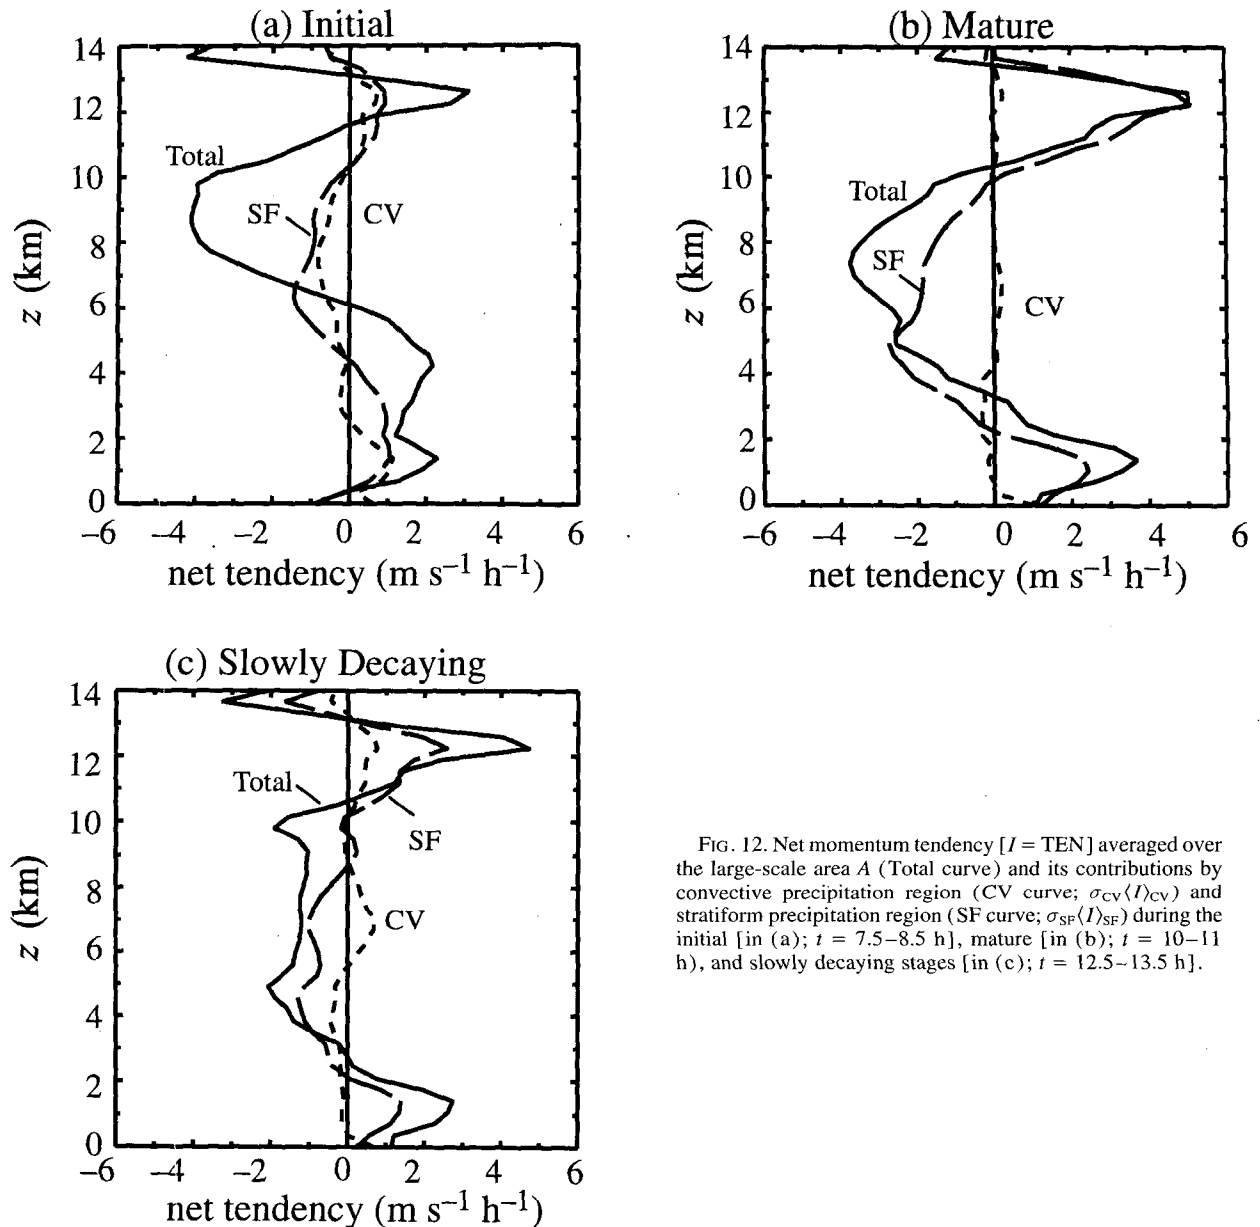 (a) Initial
14
12
10
8
6
4
2
0
z (km)
Total
SF
CV
−6 −4 −2 0 2 4 6
net tendency (m s⁻¹ h⁻¹)
(b) Mature
14
12
10
8
6
4
2
0
z (km)
Total
SF
CV
−6 −4 −2 0 2 4 6
net tendency (m s⁻¹ h⁻¹)
(c) Slowly Decaying
14
12
10
8
6
4
2
0
z (km)
Total
SF
CV
−6 −4 −2 0 2 4 6
net tendency (m s⁻¹ h⁻¹)
FIG. 12. Net momentum tendency [I = TEN] averaged over
the large-scale area A (Total curve) and its contributions by
convective precipitation region (CV curve; σ_CV⟨I⟩_CV) and
stratiform precipitation region (SF curve; σ_SF⟨I⟩_SF) during the
initial [in (a); t = 7.5–8.5 h], mature [in (b); t = 10–11
h), and slowly decaying stages [in (c); t = 12.5–13.5 h].